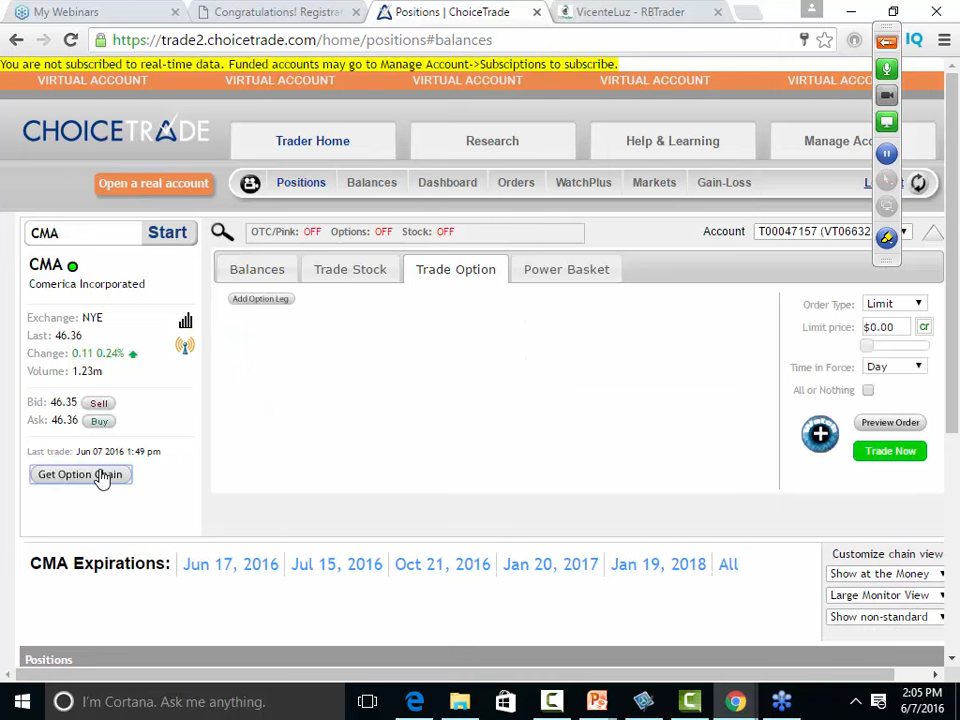 My Webinars
Congratulations! Registra
Positions | ChoiceTrade
VicenteLuz - RBTrader
https://trade2.choicetrade.com/home/positions#balances
IQ
You are not subscribed to real-time data. Funded accounts may go to Manage Account->Subsciptions to subscribe.
VIRTUAL ACCOUNT VIRTUAL ACCOUNT VIRTUAL ACCOUNT VIRTUAL ACCOUNT VIRTUAL ACC
CHOICETRADE
Trader Home
Research
Help & Learning
Manage Acc
Open a real account
Positions
Balances
Dashboard
Orders
WatchPlus
Markets
Gain-Loss
CMA
Start
OTC/Pink: OFF Options: OFF Stock: OFF
Account
T00047157 (VT06632
CMA
Comerica Incorporated
Balances
Trade Stock
Trade Option
Power Basket
Add Option Leg
Exchange: NYE
Last: 46.36
Change: 0.11 0.24%
Volume: 1.23m
Bid: 46.35 Sell
Ask: 46.36 Buy
Last trade: Jun 07 2016 1:49 pm
Get Option Chain
Order Type: Limit
Limit price: $0.00 cr
Time in Force: Day
All or Nothing
Preview Order
Trade Now
CMA Expirations: Jun 17, 2016 Jul 15, 2016 Oct 21, 2016 Jan 20, 2017 Jan 19, 2018 All
Customize chain view
Show at the Money
Large Monitor View
Show non-standard
Positions
I'm Cortana. Ask me anything.
2:05 PM
6/7/2016